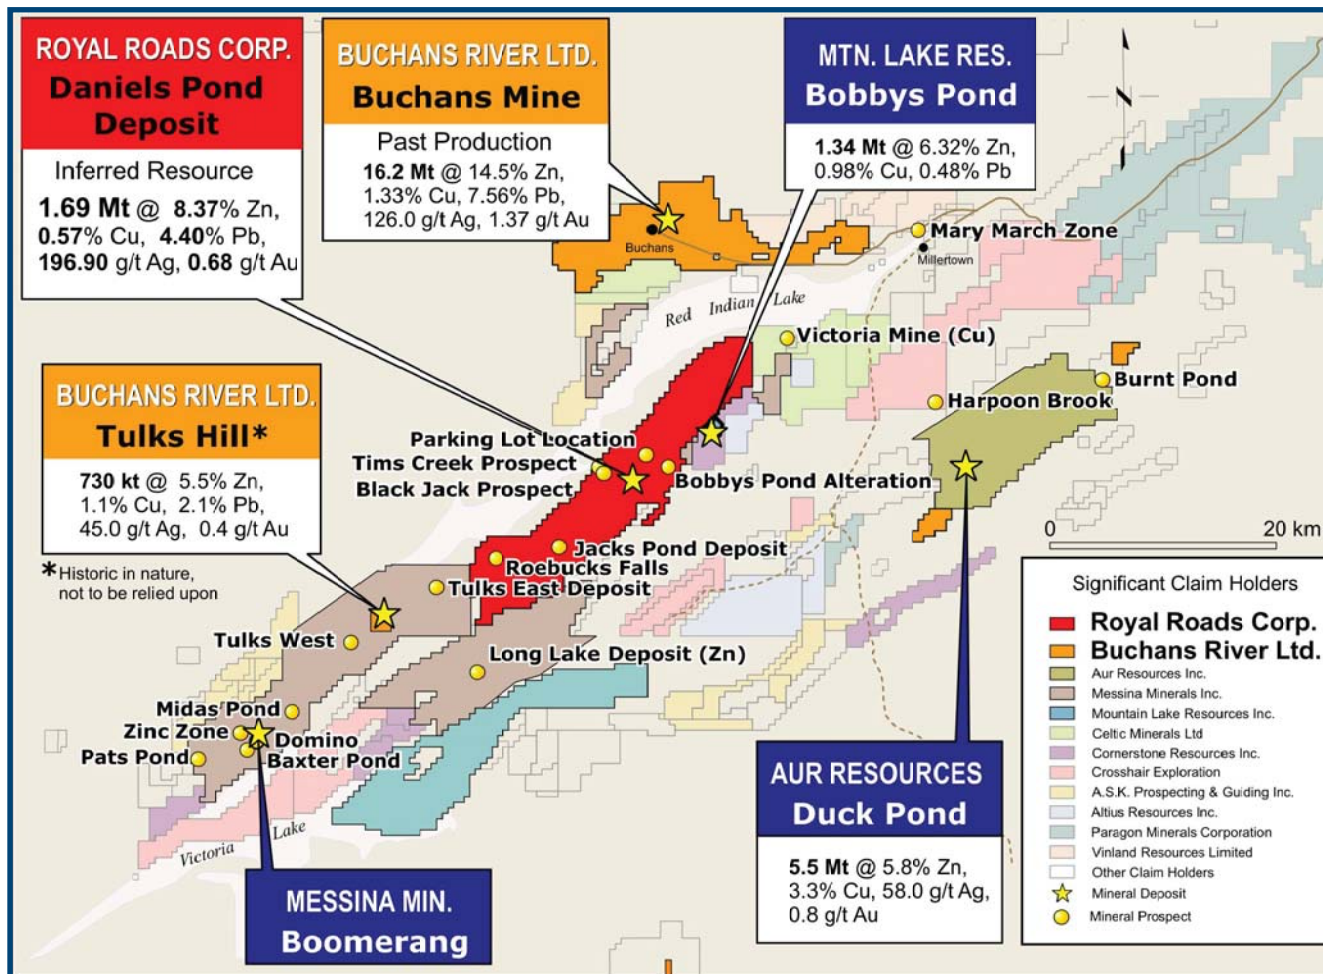 ROYAL ROADS CORP.
Daniels Pond
Deposit
Inferred Resource
1.69 Mt @ 8.37% Zn,
0.57% Cu, 4.40% Pb,
196.90 g/t Ag, 0.68 g/t Au
BUCHANS RIVER LTD.
Buchans Mine
Past Production
16.2 Mt @ 14.5% Zn,
1.33% Cu, 7.56% Pb,
126.0 g/t Ag, 1.37 g/t Au
MTN. LAKE RES.
Bobbys Pond
1.34 Mt @ 6.32% Zn,
0.98% Cu, 0.48% Pb
Buchans
Mary March Zone
Millertown
Red Indian Lake
Victoria Mine (Cu)
Burnt Pond
Harpoon Brook
BUCHANS RIVER LTD.
Tulks Hill*
730 kt @ 5.5% Zn,
1.1% Cu, 2.1% Pb,
45.0 g/t Ag, 0.4 g/t Au
*Historic in nature,
not to be relied upon
Parking Lot Location
Tims Creek Prospect
Black Jack Prospect
Bobbys Pond Alteration
Jacks Pond Deposit
Roebucks Falls
Tulks East Deposit
Tulks West
Long Lake Deposit (Zn)
Midas Pond
Zinc Zone
Domino
Pats Pond
Baxter Pond
Victoria Lake
MESSINA MIN.
Boomerang
AUR RESOURCES
Duck Pond
5.5 Mt @ 5.8% Zn,
3.3% Cu, 58.0 g/t Ag,
0.8 g/t Au
0 20 km
Significant Claim Holders
Royal Roads Corp.
Buchans River Ltd.
Aur Resources Inc.
Messina Minerals Inc.
Mountain Lake Resources Inc.
Celtic Minerals Ltd
Cornerstone Resources Inc.
Crosshair Exploration
A.S.K. Prospecting & Guiding Inc.
Altius Resources Inc.
Paragon Minerals Corporation
Vinland Resources Limited
Other Claim Holders
Mineral Deposit
Mineral Prospect